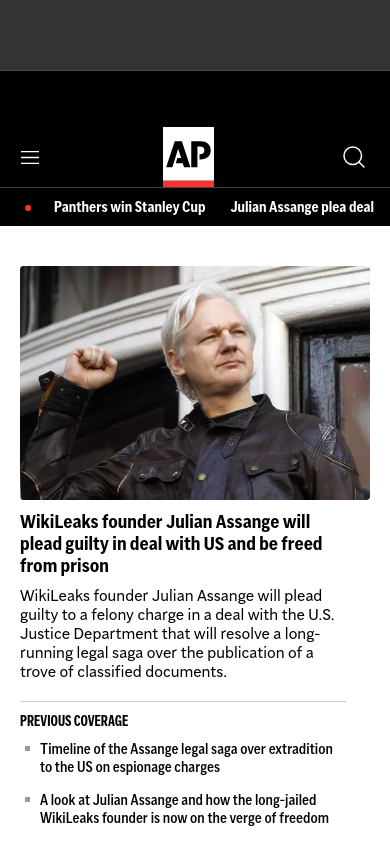 AP
Panthers win Stanley Cup Julian Assange plea deal
WikiLeaks founder Julian Assange will
plead guilty in deal with US and be freed
from prison
WikiLeaks founder Julian Assange will plead
guilty to a felony charge in a deal with the U.S.
Justice Department that will resolve a long-
running legal saga over the publication of a
trove of classified documents.
PREVIOUS COVERAGE
Timeline of the Assange legal saga over extradition
to the US on espionage charges
A look at Julian Assange and how the long-jailed
WikiLeaks founder is now on the verge of freedom